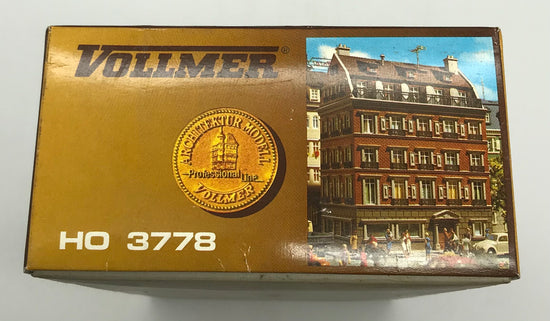 VOLLMER®
ARCHITEKTUR MODELL
Professional Line
VOLLMER
HO 3778